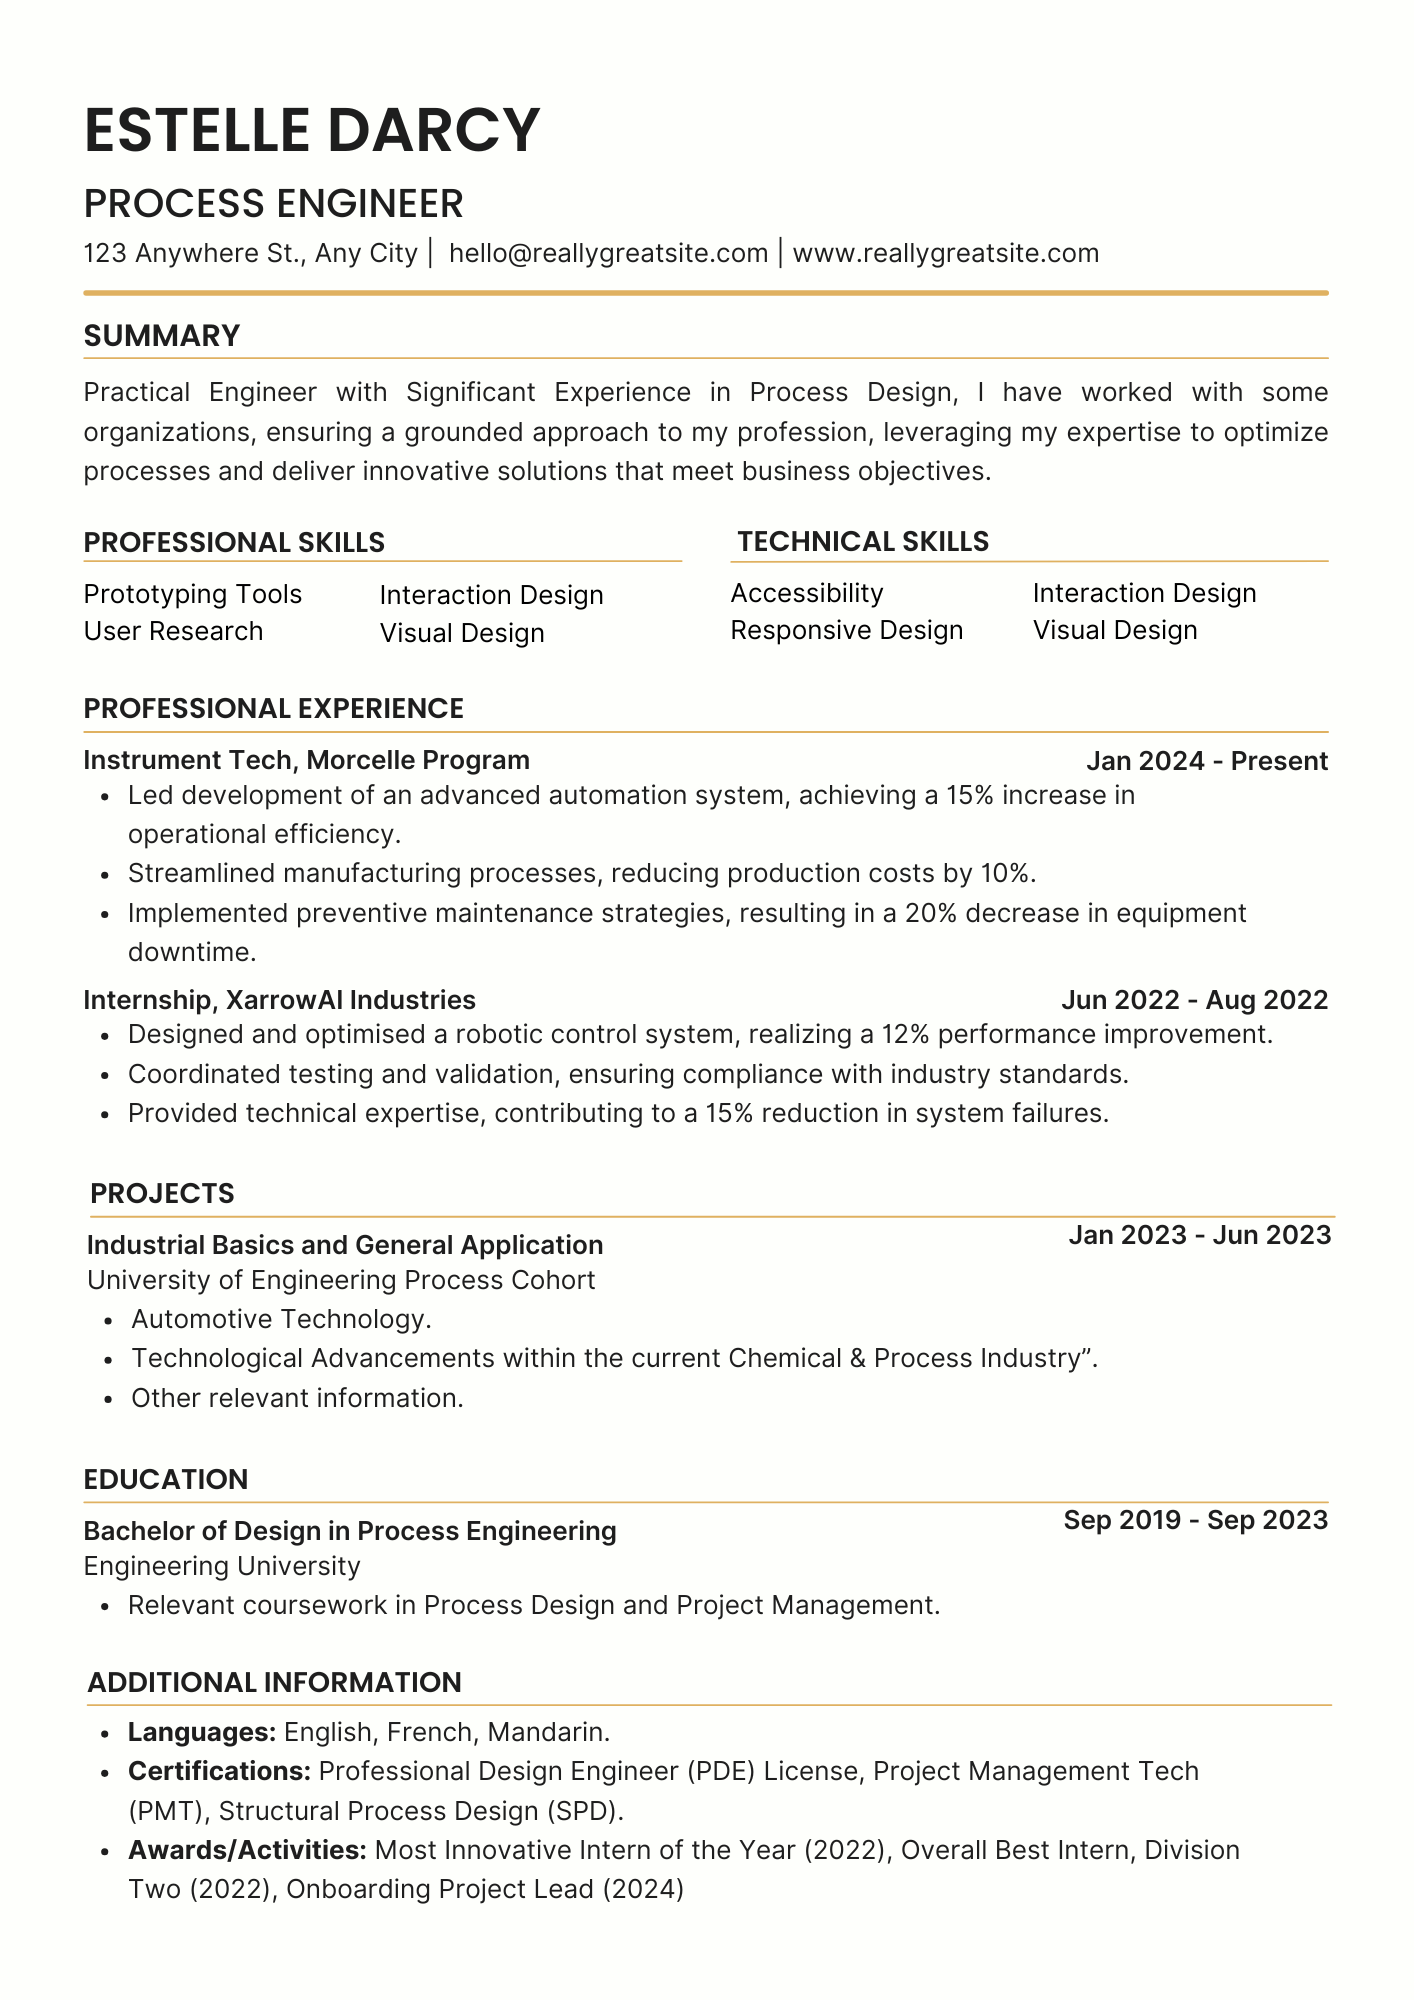 ESTELLE DARCY
PROCESS ENGINEER
123 Anywhere St., Any City | hello@reallygreatsite.com | www.reallygreatsite.com
SUMMARY
Practical Engineer with Significant Experience in Process Design, I have worked with some
organizations, ensuring a grounded approach to my profession, leveraging my expertise to optimize
processes and deliver innovative solutions that meet business objectives.
PROFESSIONAL SKILLS
Prototyping Tools
User Research
Interaction Design
Visual Design
TECHNICAL SKILLS
Accessibility
Responsive Design
Interaction Design
Visual Design
PROFESSIONAL EXPERIENCE
Instrument Tech, Morcelle Program Jan 2024 - Present
• Led development of an advanced automation system, achieving a 15% increase in
operational efficiency.
• Streamlined manufacturing processes, reducing production costs by 10%.
• Implemented preventive maintenance strategies, resulting in a 20% decrease in equipment
downtime.
Internship, XarrowAI Industries Jun 2022 - Aug 2022
• Designed and optimised a robotic control system, realizing a 12% performance improvement.
• Coordinated testing and validation, ensuring compliance with industry standards.
• Provided technical expertise, contributing to a 15% reduction in system failures.
PROJECTS
Industrial Basics and General Application Jan 2023 - Jun 2023
University of Engineering Process Cohort
• Automotive Technology.
• Technological Advancements within the current Chemical & Process Industry”.
• Other relevant information.
EDUCATION
Bachelor of Design in Process Engineering Sep 2019 - Sep 2023
Engineering University
• Relevant coursework in Process Design and Project Management.
ADDITIONAL INFORMATION
• Languages: English, French, Mandarin.
• Certifications: Professional Design Engineer (PDE) License, Project Management Tech
(PMT), Structural Process Design (SPD).
• Awards/Activities: Most Innovative Intern of the Year (2022), Overall Best Intern, Division
Two (2022), Onboarding Project Lead (2024)